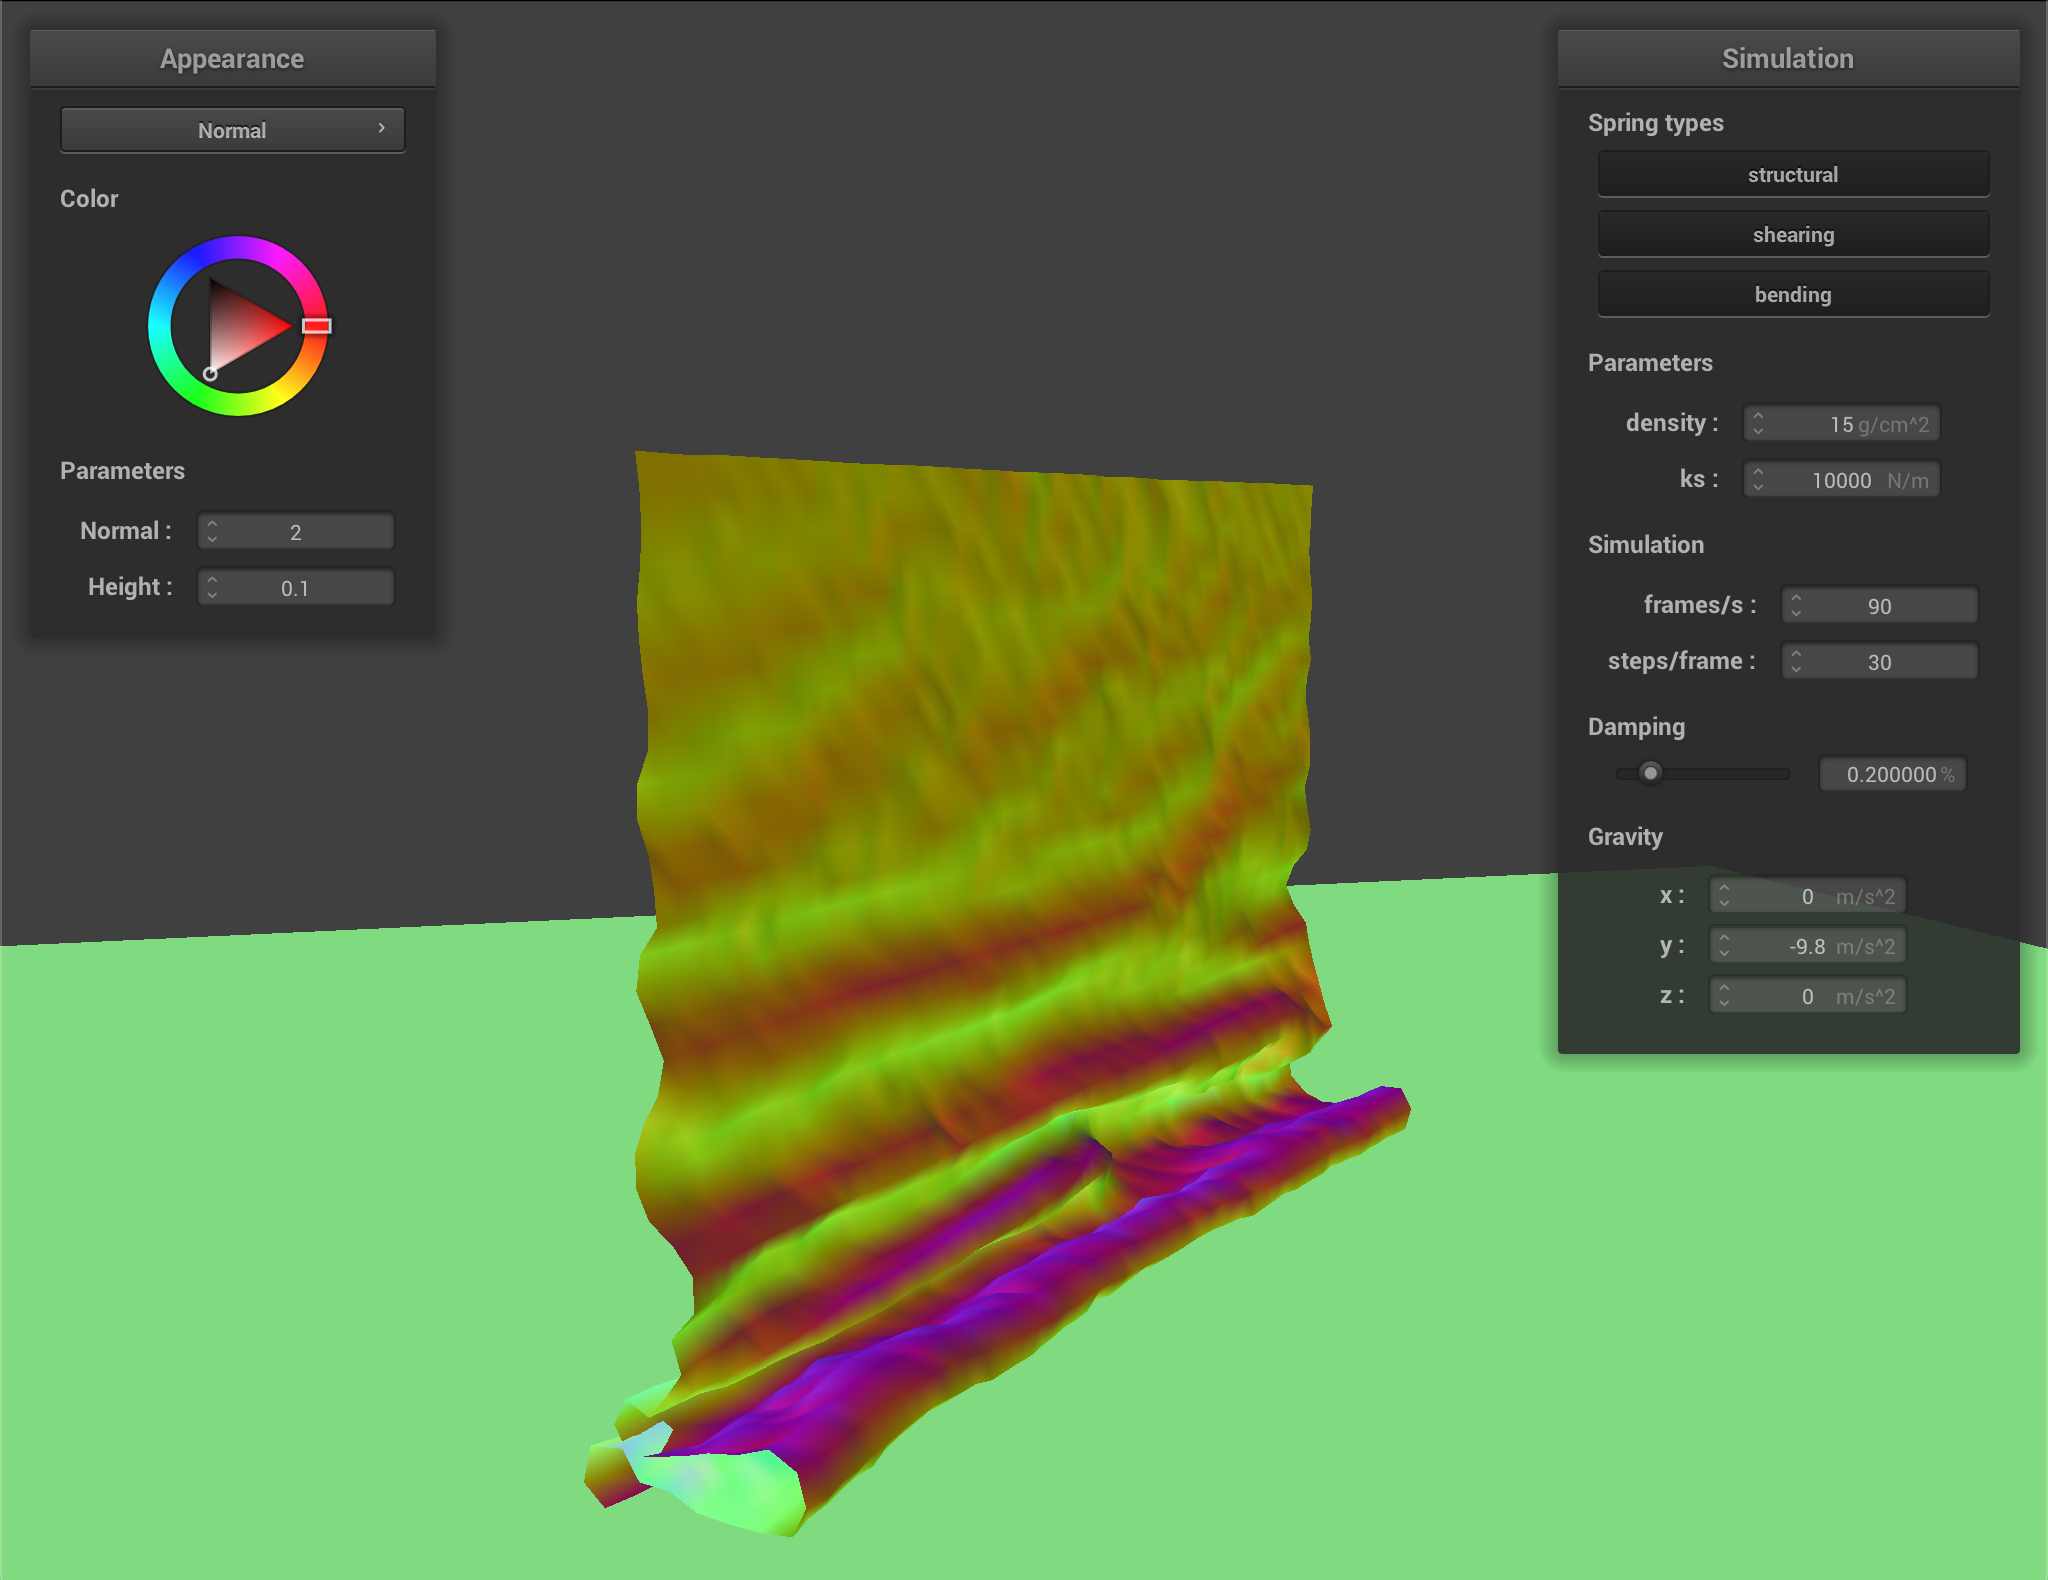 Appearance
Normal
Color
Parameters
Normal : 2
Height : 0.1
Simulation
Spring types
structural
shearing
bending
Parameters
density : 15 g/cm^2
ks : 10000 N/m
Simulation
frames/s : 90
steps/frame : 30
Damping
0.200000 %
Gravity
x : 0 m/s^2
y : -9.8 m/s^2
z : 0 m/s^2